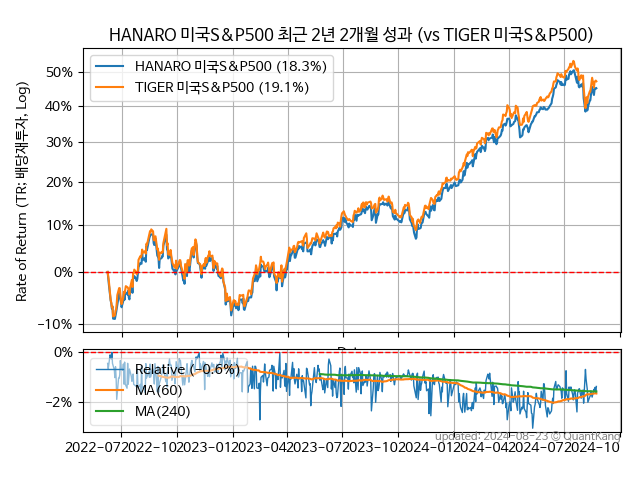 HANARO 미국S&P500 최근 2년 2개월 성과 (vs TIGER 미국S&P500)
HANARO 미국S&P500 (18.3%)
TIGER 미국S&P500 (19.1%)
Rate of Return (TR: 배당재투자, Log)
50%
40%
30%
20%
10%
0%
−10%
0%
−2%
Relative (−0.6%)
MA(60)
MA(240)
updated: 2024-08-23 © QuantKang
2022-07 2022-10 2023-01 2023-04 2023-07 2023-10 2024-01 2024-04 2024-07 2024-10